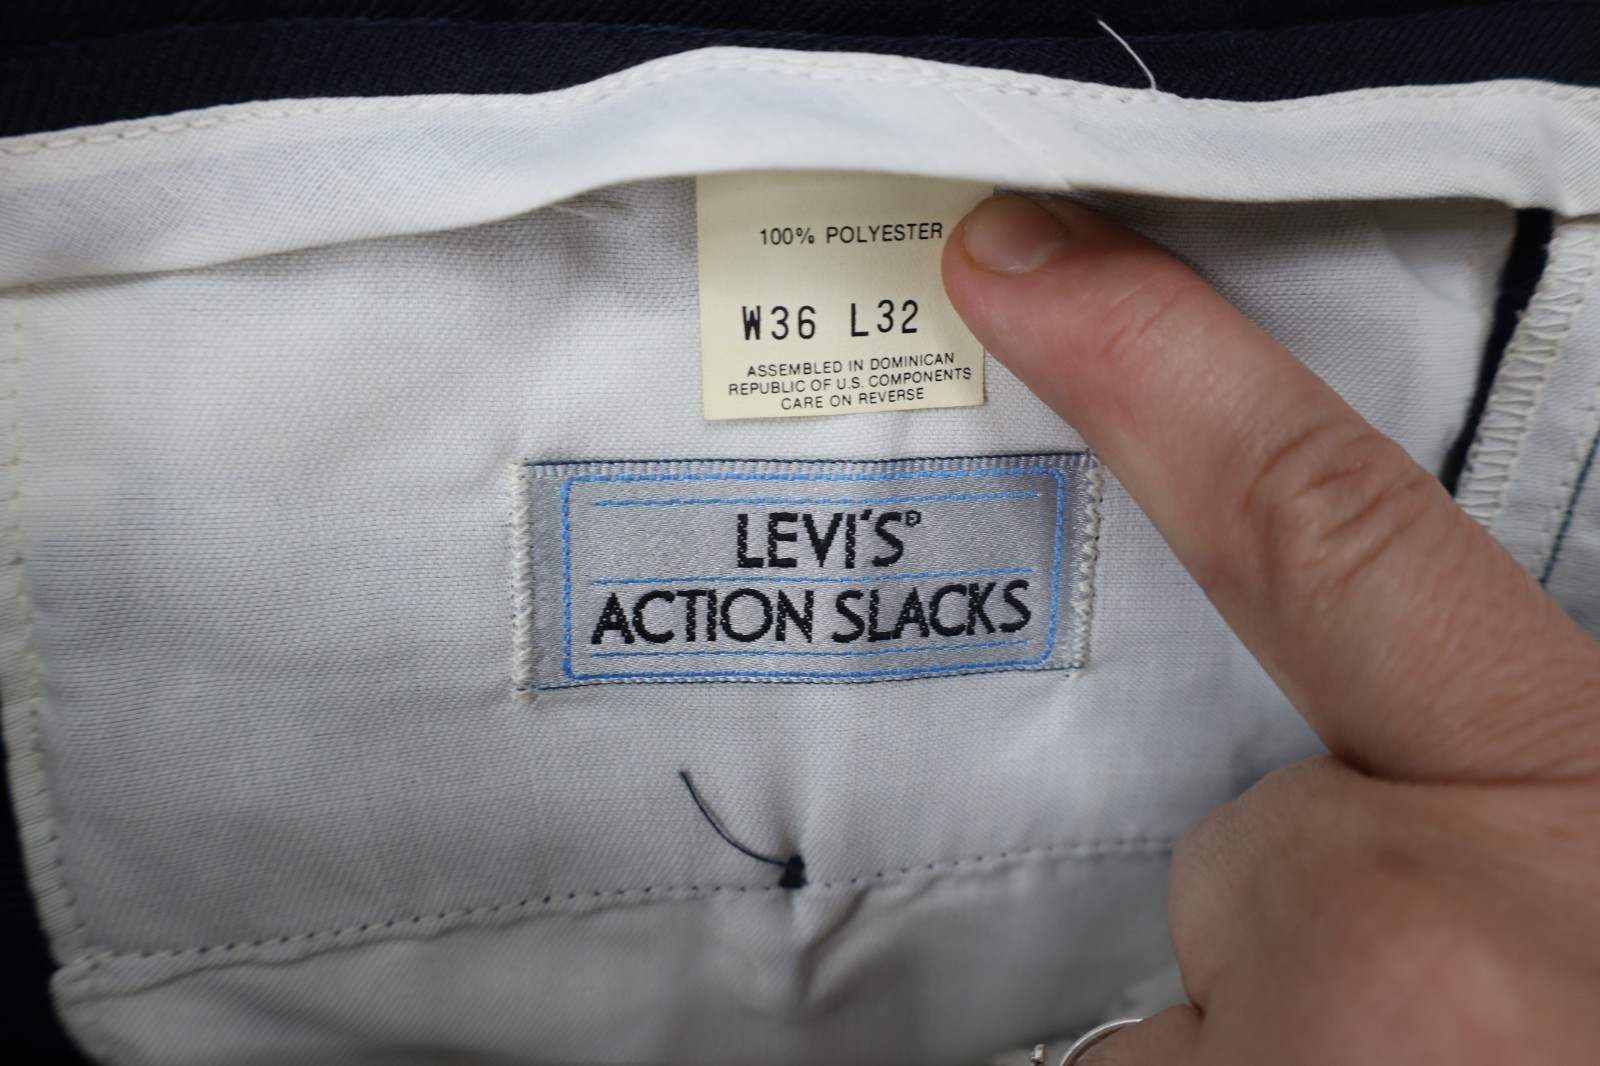 100% POLYESTER
W36 L32
ASSEMBLED IN DOMINICAN
REPUBLIC OF U.S. COMPONENTS
CARE ON REVERSE
LEVI'S®
ACTION SLACKS